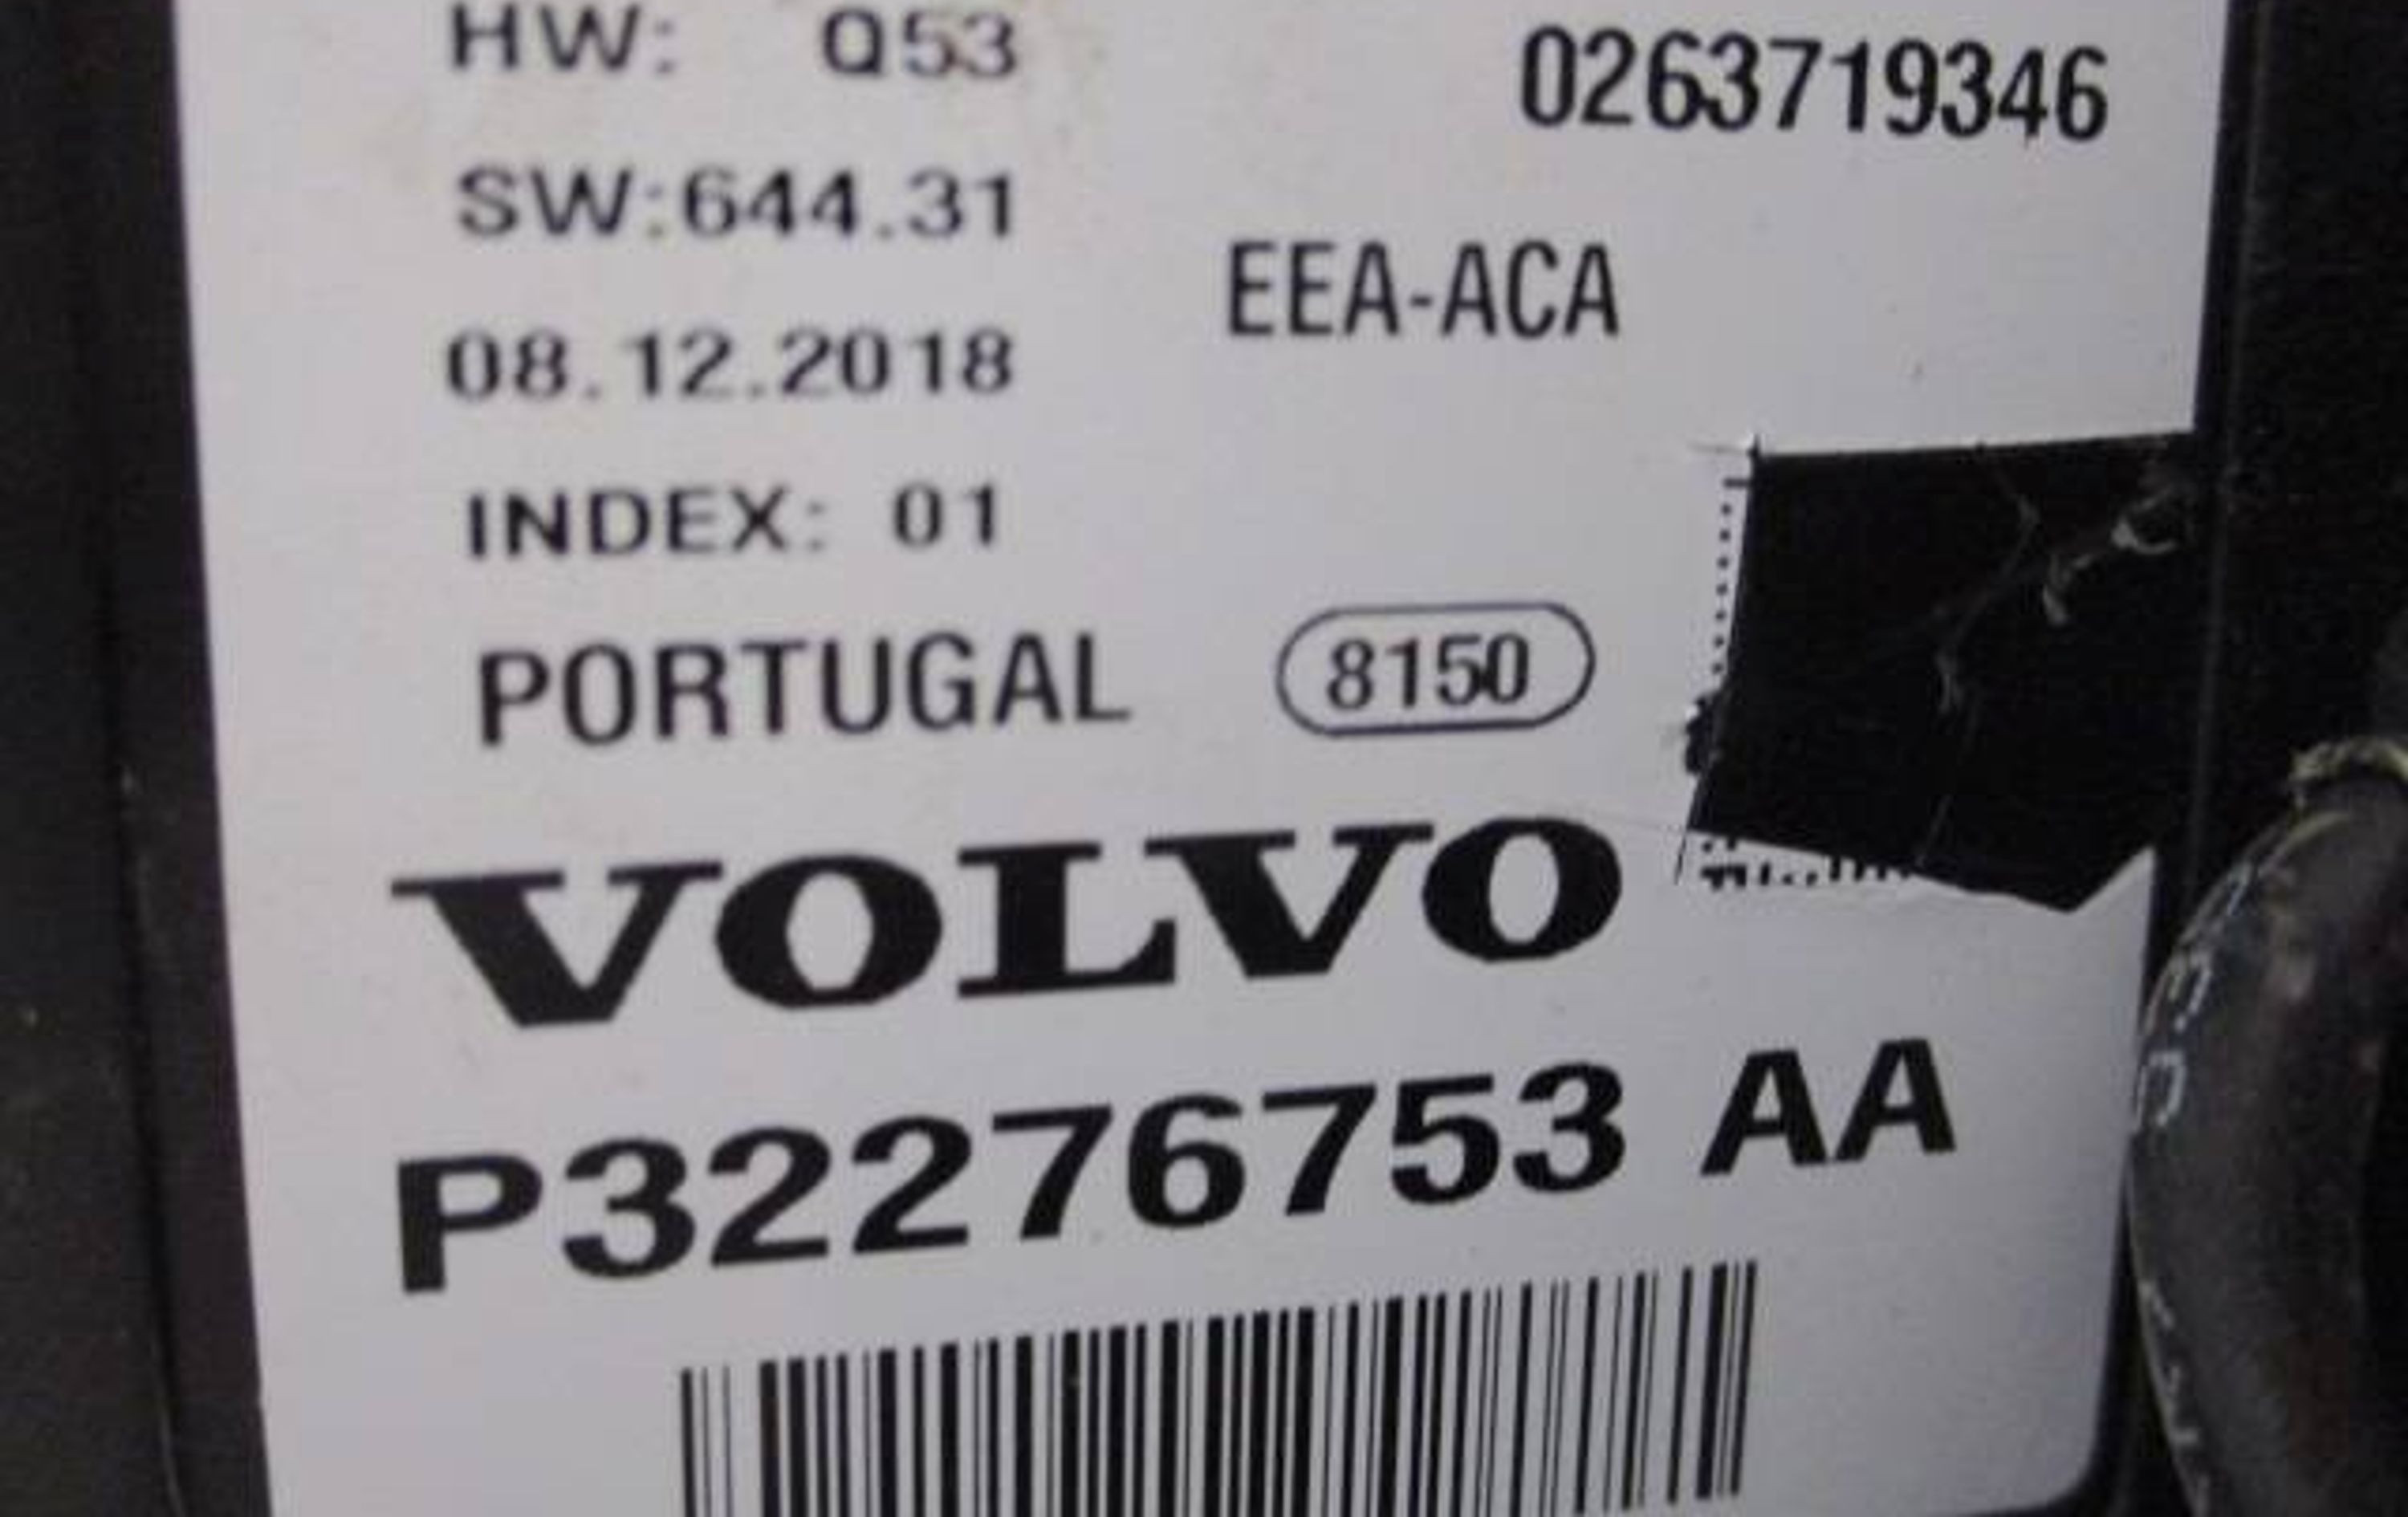 HW: Q53
0263719346
SW:644.31
EEA-ACA
08.12.2018
INDEX: 01
PORTUGAL
8150
VOLVO
P32276753 AA